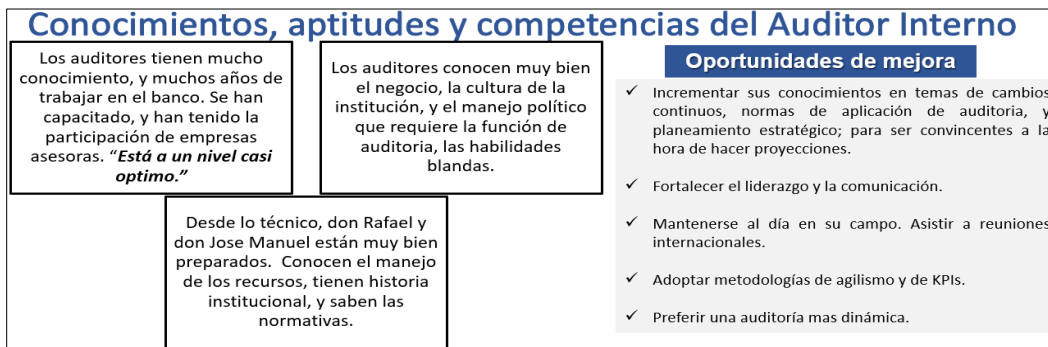 Conocimientos, aptitudes y competencias del Auditor Interno
Los auditores tienen mucho
conocimiento, y muchos años de
trabajar en el banco. Se han
capacitado, y han tenido la
participación de empresas
asesoras. “Está a un nivel casi
optimo.”
Los auditores conocen muy bien
el negocio, la cultura de la
institución, y el manejo político
que requiere la función de
auditoria, las habilidades
blandas.
Desde lo técnico, don Rafael y
don Jose Manuel están muy bien
preparados. Conocen el manejo
de los recursos, tienen historia
institucional, y saben las
normativas.
Oportunidades de mejora
✓ Incrementar sus conocimientos en temas de cambios
continuos, normas de aplicación de auditoria, y
planeamiento estratégico; para ser convincentes a la
hora de hacer proyecciones.
✓ Fortalecer el liderazgo y la comunicación.
✓ Mantenerse al día en su campo. Asistir a reuniones
internacionales.
✓ Adoptar metodologías de agilismo y de KPIs.
✓ Preferir una auditoría mas dinámica.